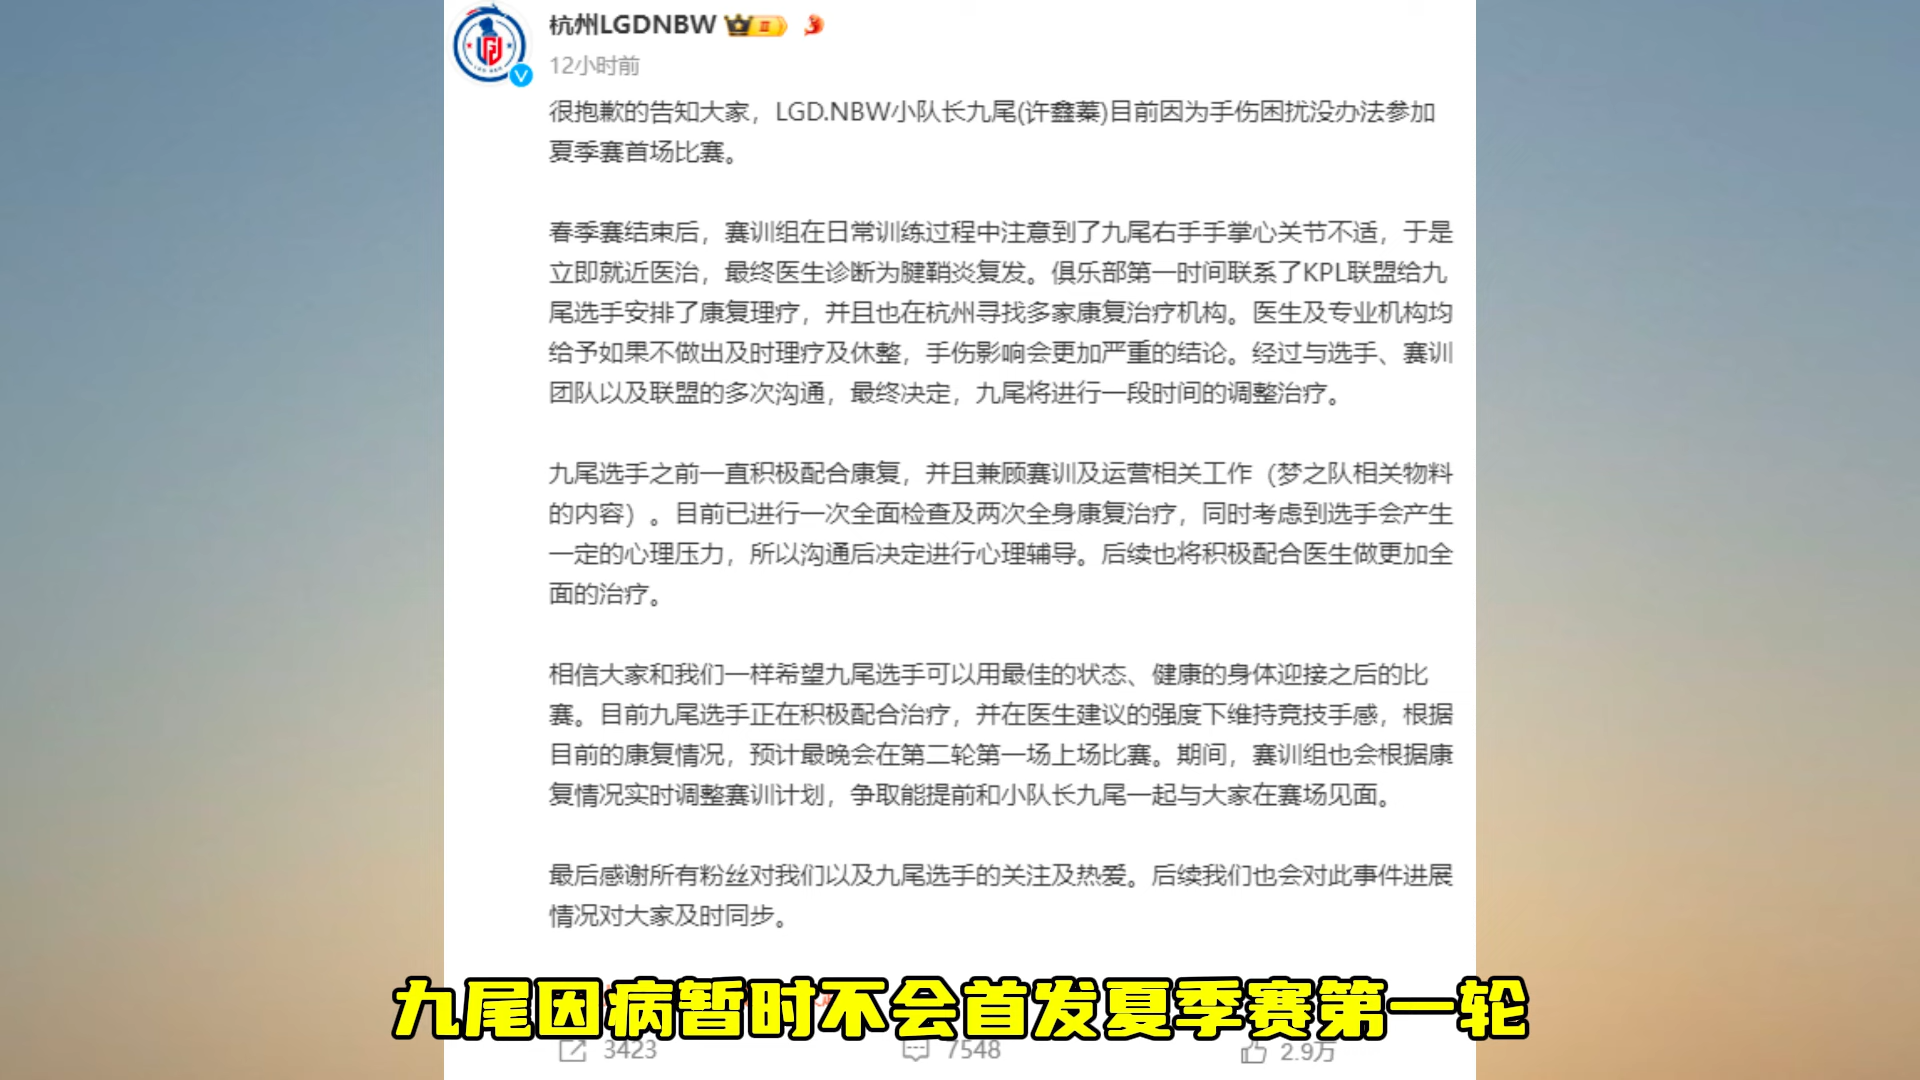 杭州LGDNBW
12小时前
很抱歉的告知大家，LGD.NBW小队长九尾(许鑫蓁)目前因为手伤困扰没办法参加
夏季赛首场比赛。
春季赛结束后，赛训组在日常训练过程中注意到了九尾右手手掌心关节不适，于是
立即就近医治，最终医生诊断为腱鞘炎复发。俱乐部第一时间联系了KPL联盟给九
尾选手安排了康复理疗，并且也在杭州寻找多家康复治疗机构。医生及专业机构均
给予如果不做出及时理疗及休整，手伤影响会更加严重的结论。经过与选手、赛训
团队以及联盟的多次沟通，最终决定，九尾将进行一段时间的调整治疗。
九尾选手之前一直积极配合康复，并且兼顾赛训及运营相关工作（梦之队相关物料
的内容）。目前已进行一次全面检查及两次全身康复治疗，同时考虑到选手会产生
一定的心理压力，所以沟通后决定进行心理辅导。后续也将积极配合医生做更加全
面的治疗。
相信大家和我们一样希望九尾选手可以用最佳的状态、健康的身体迎接之后的比
赛。目前九尾选手正在积极配合治疗，并在医生建议的强度下维持竞技手感，根据
目前的康复情况，预计最晚会在第二轮第一场上场比赛。期间，赛训组也会根据康
复情况实时调整赛训计划，争取能提前和小队长九尾一起与大家在赛场见面。
最后感谢所有粉丝对我们以及九尾选手的关注及热爱。后续我们也会对此事件进展
情况对大家及时同步。
九尾因病暂时不会首发夏季赛第一轮
3423 7548 2.9万